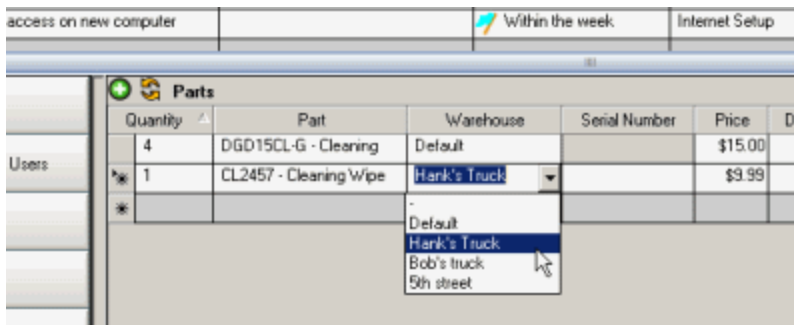 access on new computer Within the week Internet Setup
Parts
Quantity Part Warehouse Serial Number Price D
4 DGD15CL-G - Cleaning Default $15.00
Users
1 CL2457 - Cleaning Wipe Hank's Truck $9.99
-
Default
Hank's Truck
Bob's truck
5th street